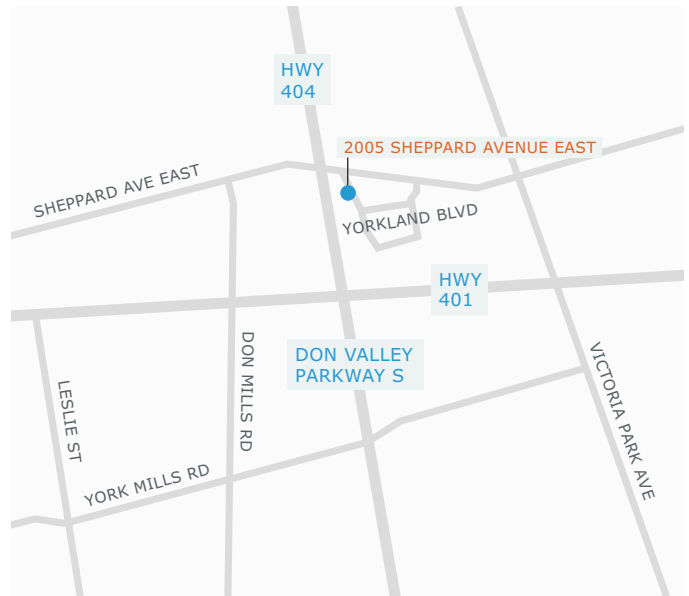 HWY
404
2005 SHEPPARD AVENUE EAST
SHEPPARD AVE EAST
YORKLAND BLVD
HWY
401
DON VALLEY
PARKWAY S
DON MILLS RD
VICTORIA PARK AVE
LESLIE ST
YORK MILLS RD